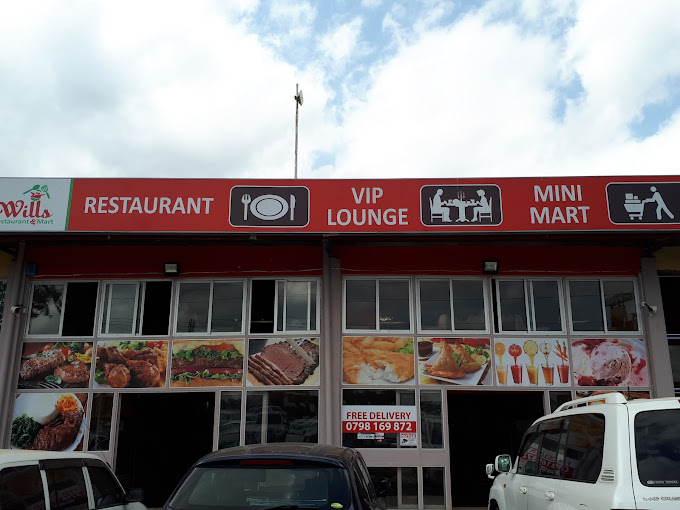 Wills
Restaurant & Mart
RESTAURANT
VIP
LOUNGE
MINI
MART
FREE DELIVERY
0798 169 872